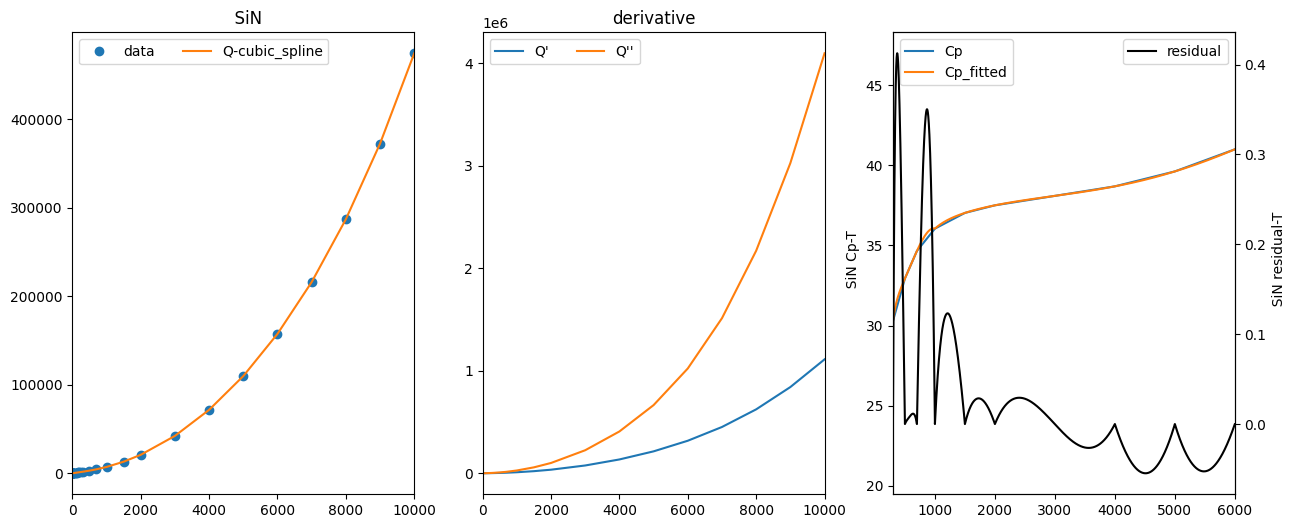 SiN
data
Q-cubic_spline
400000
300000
200000
100000
0
0 2000 4000 6000 8000 10000
derivative
1e6
Q'
Q''
4
3
2
1
0
0 2000 4000 6000 8000 10000
Cp
Cp_fitted
residual
SiN Cp-T
45
40
35
30
25
20
1000 2000 3000 4000 5000 6000
0.4
0.3
0.2
0.1
0.0
SiN residual-T